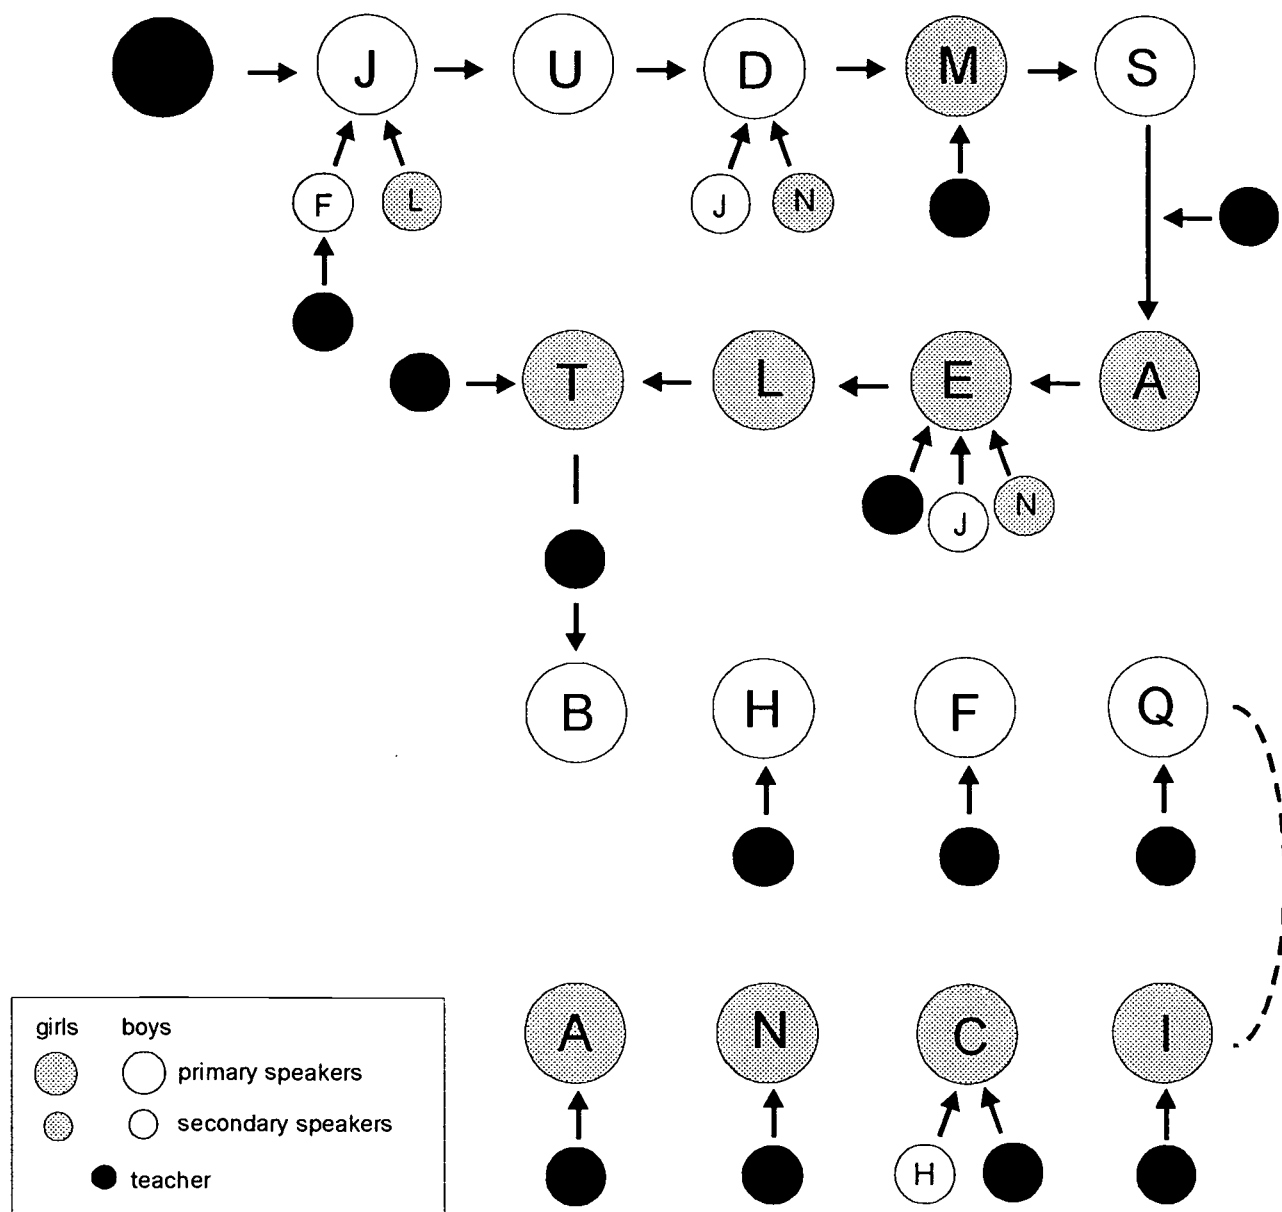 J U D M S
F L J N
T L E A
J N
B H F Q
A N C I
H
girls boys
primary speakers
secondary speakers
teacher